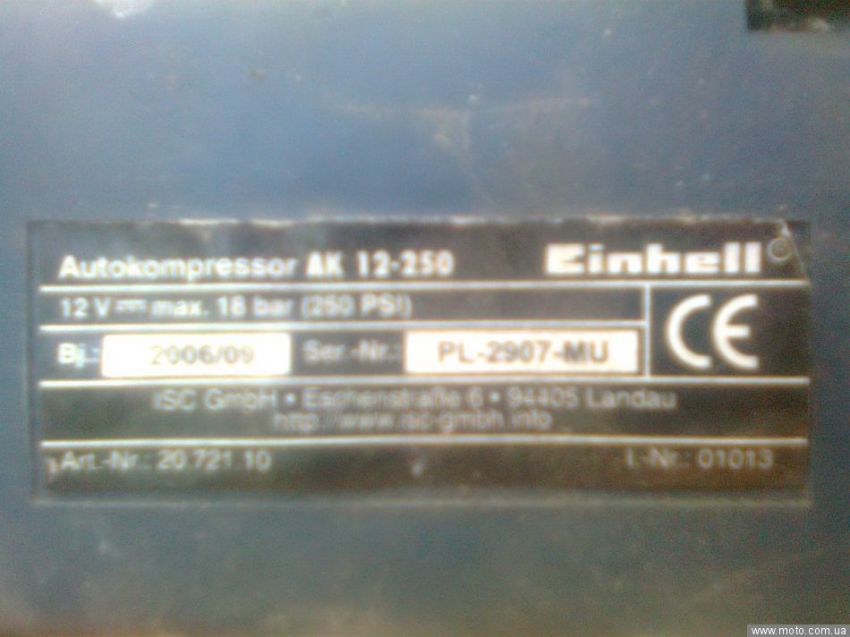 Autokompressor AK 12-250 Einhell
12 V max. 18 bar (250 PSI)
CE
Bj.: 2006/09 Ser.-Nr.: PL-2907-MU
ISC GmbH • Eschenstraße 6 • 94405 Landau
http://www.isc-gmbh.info
Art.-Nr.: 20.721.10 I.-Nr.: 01013
www.moto.com.ua